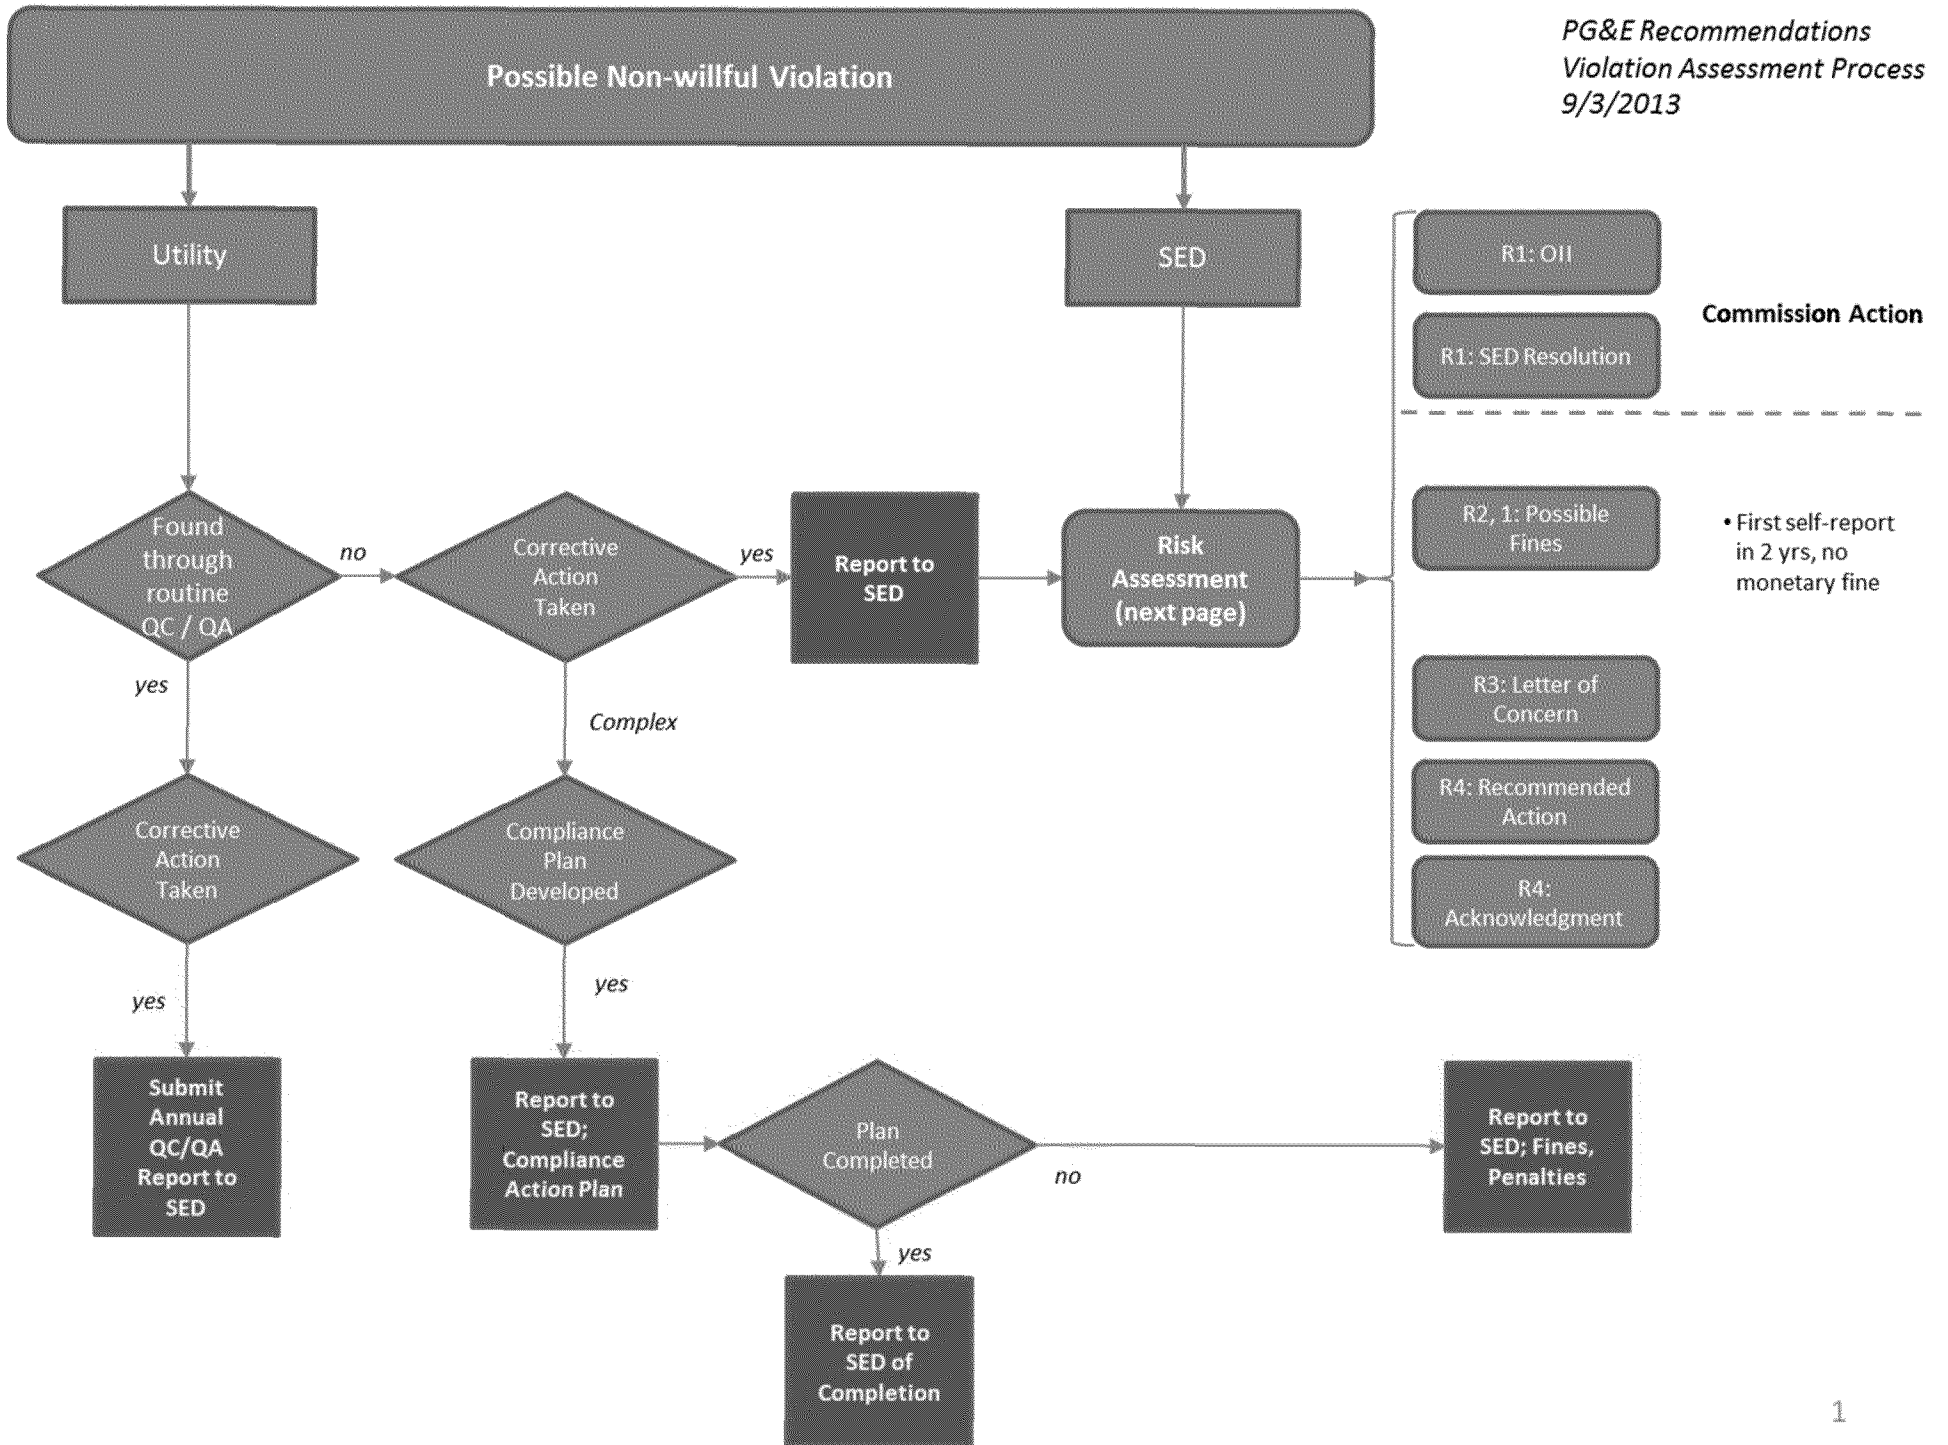 PG&E Recommendations
Violation Assessment Process
9/3/2013
Possible Non-willful Violation
Utility
SED
R1: OII
Commission Action
R1: SED Resolution
Found
through
routine
QC / QA
no
Corrective
Action
Taken
yes
Report to
SED
Risk
Assessment
(next page)
R2, 1: Possible
Fines
• First self-report
in 2 yrs, no
monetary fine
yes
Complex
R3: Letter of
Concern
R4: Recommended
Action
R4:
Acknowledgment
Corrective
Action
Taken
Compliance
Plan
Developed
yes
yes
Submit
Annual
QC/QA
Report to
SED
Report to
SED;
Compliance
Action Plan
Plan
Completed
no
Report to
SED; Fines,
Penalties
yes
Report to
SED of
Completion
1